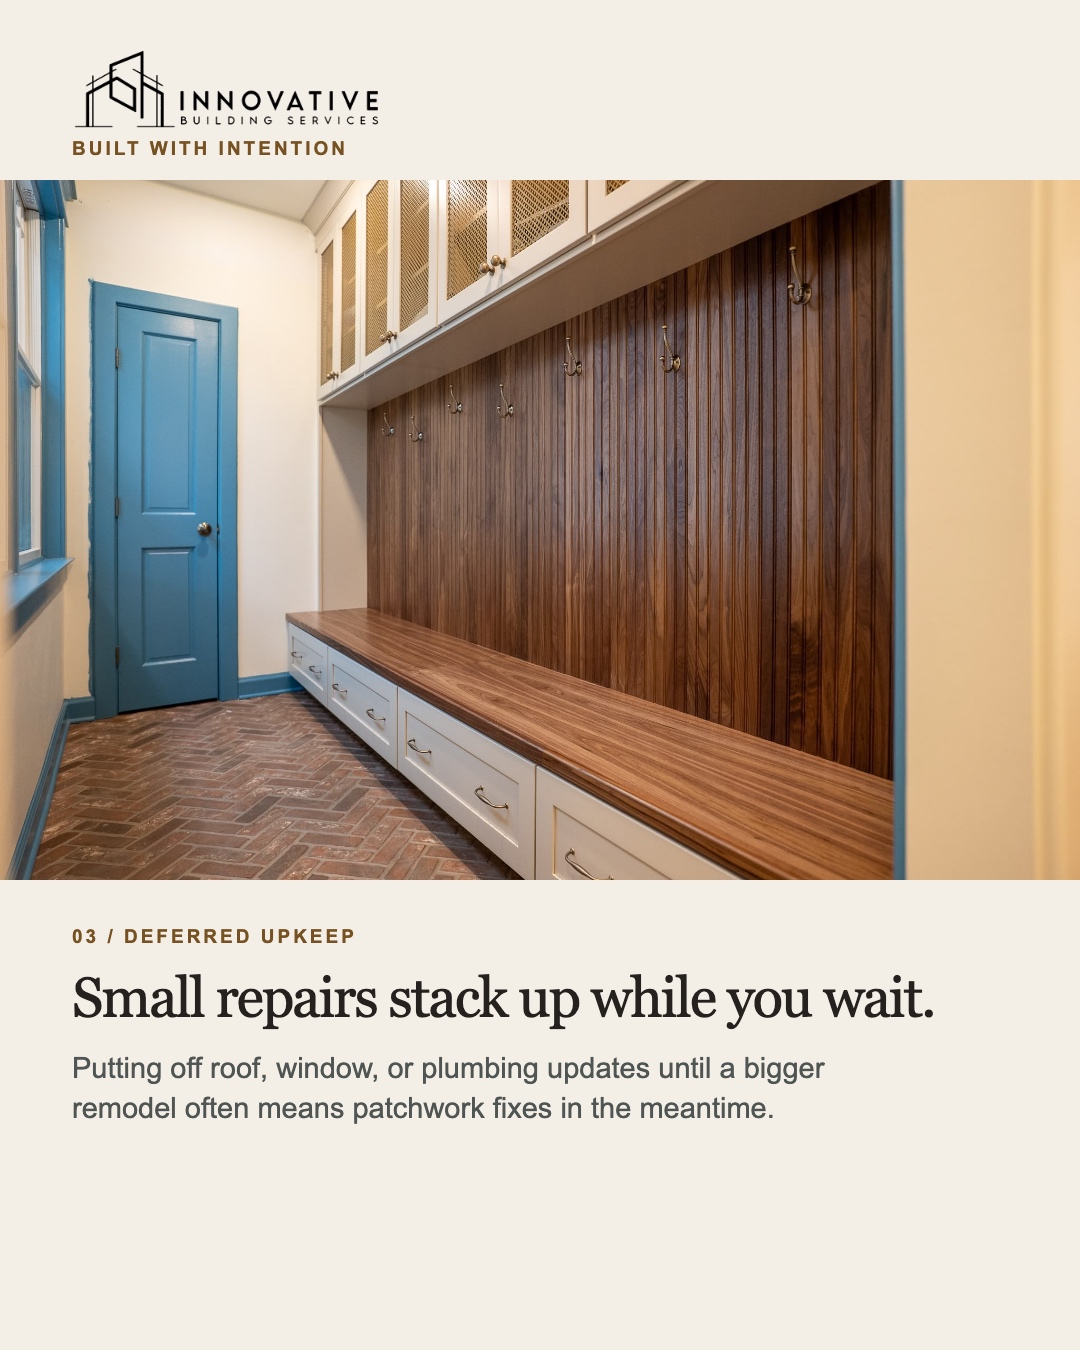 INNOVATIVE
BUILDING SERVICES
BUILT WITH INTENTION
03 / DEFERRED UPKEEP
Small repairs stack up while you wait.
Putting off roof, window, or plumbing updates until a bigger
remodel often means patchwork fixes in the meantime.